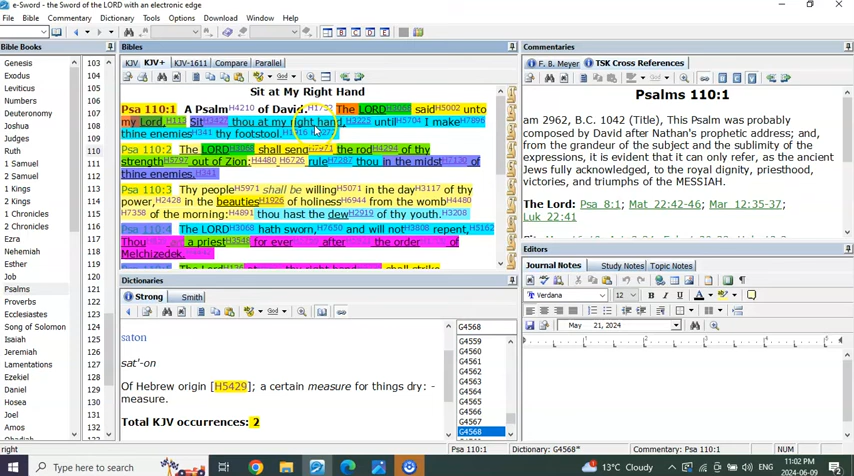 e-Sword - the Sword of the LORD with an electronic edge
File Bible Commentary Dictionary Tools Options Download Window Help
Bible Books
Genesis 103
Exodus 104
Leviticus 105
Numbers 106
Deuteronomy 107
Joshua 108
Judges 109
Ruth 110
1 Samuel 111
2 Samuel 112
1 Kings 113
2 Kings 114
1 Chronicles 115
2 Chronicles 116
Ezra 117
Nehemiah 118
Esther 119
Job 120
Psalms 121
Proverbs 122
Ecclesiastes 123
Song of Solomon 124
Isaiah 125
Jeremiah 126
Lamentations 127
Ezekiel 128
Daniel 129
Hosea 130
Joel 131
Amos 132
Bibles
KJV KJV+ KJV-1611 Compare Parallel
Sit at My Right Hand
Psa 110:1 A Psalm H4210 of David. H1732 The LORD H3068 said H5002 unto
my Lord, H113 Sit H3427 thou at my right hand, H3225 until H5704 I make H7896
thine enemies H341 thy footstool. H1916 H7272
Psa 110:2 The LORD H3068 shall send H7971 the rod H4294 of thy
strength H5797 out of Zion: H4480 H6726 rule H7287 thou in the midst H7130 of
thine enemies. H341
Psa 110:3 Thy people H5971 shall be willing H5071 in the day H3117 of thy
power, H2428 in the beauties H1926 of holiness H6944 from the womb H4480
H7358 of the morning: H4891 thou hast the dew H2919 of thy youth. H3208
The LORD H3068 hath sworn, H7650 and will not H3808 repent, H5162
Thou a priest H3548 for ever after the order of
Melchizedek.
The Lord right hand shall strike
Dictionaries
Strong Smith
God
saton
sat'-on
Of Hebrew origin [H5429]; a certain measure for things dry: -
measure.
Total KJV occurrences: 2
G4568
G4559
G4560
G4561
G4562
G4563
G4564
G4565
G4566
G4567
G4568
Commentaries
F. B. Meyer TSK Cross References
Psalms 110:1
am 2962, B.C. 1042 (Title), This Psalm was probably
composed by David after Nathan's prophetic address; and,
from the grandeur of the subject and the sublimity of the
expressions, it is evident that it can only refer, as the ancient
Jews fully acknowledged, to the royal dignity, priesthood,
victories, and triumphs of the MESSIAH.
The Lord: Psa 8:1; Mat 22:42-46; Mar 12:35-37;
Luk 22:41
Editors
Journal Notes Study Notes Topic Notes
Verdana 12 B I U
May 21, 2024
right Psa 110:1 Dictionary: G4568* Commentary: Psa 110:1 NUM
Type here to search 13°C Cloudy ENG 11:02 PM
2024-06-09